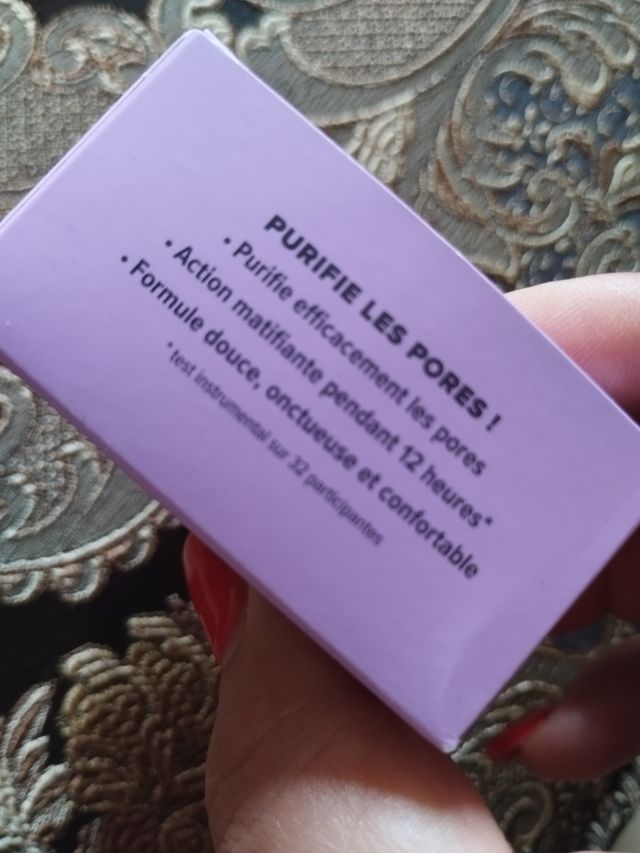 PURIFIE LES PORES !
• Purifie efficacement les pores
• Action matifiante pendant 12 heures*
• Formule douce, onctueuse et confortable
*test instrumental sur 32 participantes